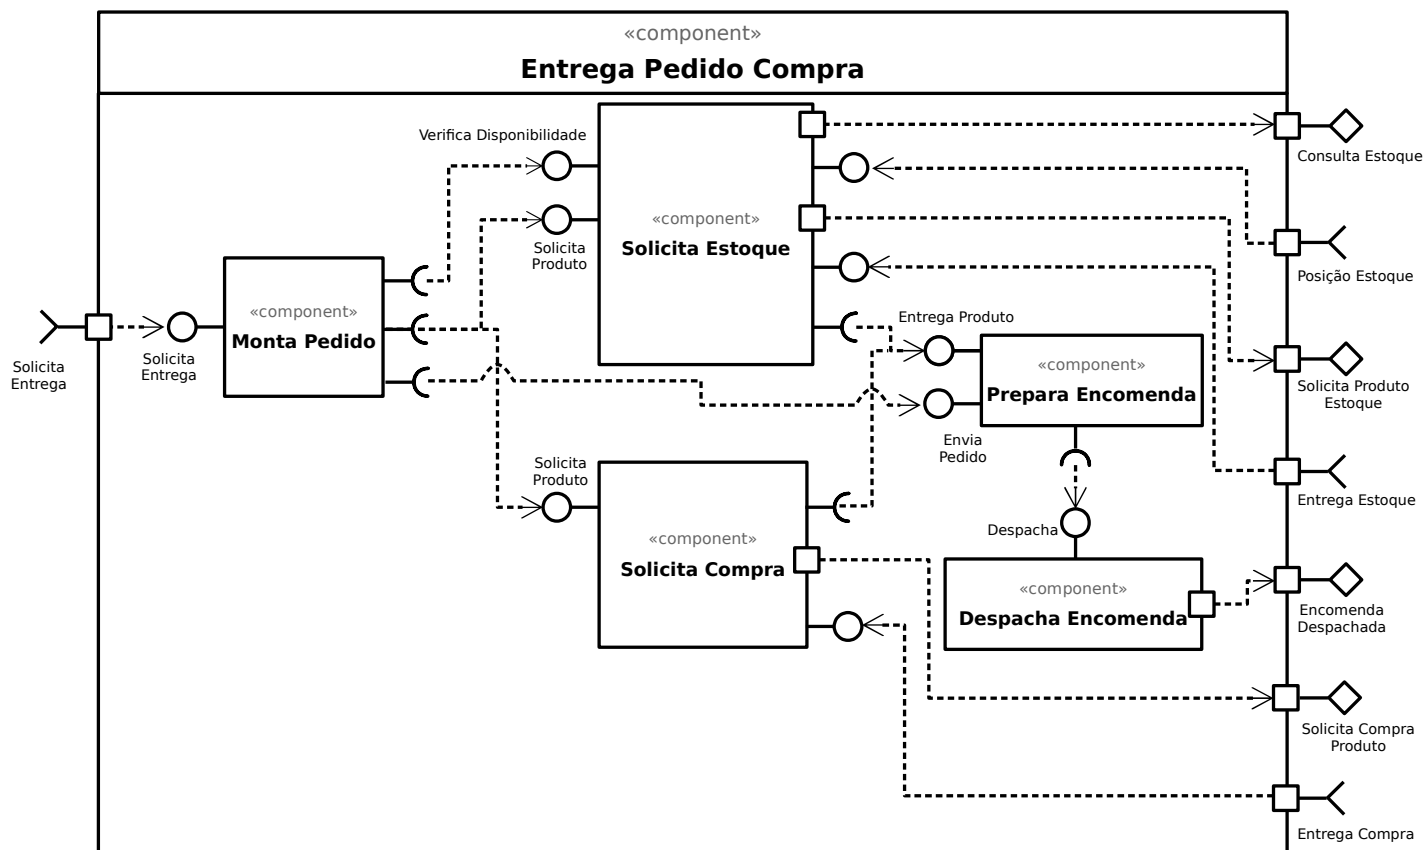 «component»
Entrega Pedido Compra
Verifica Disponibilidade
Consulta Estoque
«component»
Solicita Estoque
Solicita
Produto
Posição Estoque
«component»
Monta Pedido
Solicita
Entrega
Solicita
Entrega
Entrega Produto
«component»
Prepara Encomenda
Solicita Produto
Estoque
Envia
Pedido
Solicita
Produto
Entrega Estoque
Despacha
«component»
Solicita Compra
«component»
Despacha Encomenda
Encomenda
Despachada
Solicita Compra
Produto
Entrega Compra